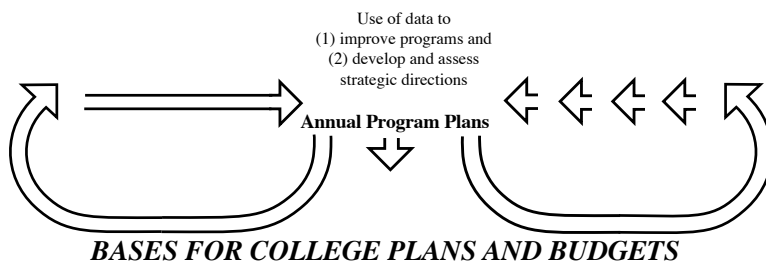 Use of data to
(1) improve programs and
(2) develop and assess
strategic directions
Annual Program Plans
BASES FOR COLLEGE PLANS AND BUDGETS